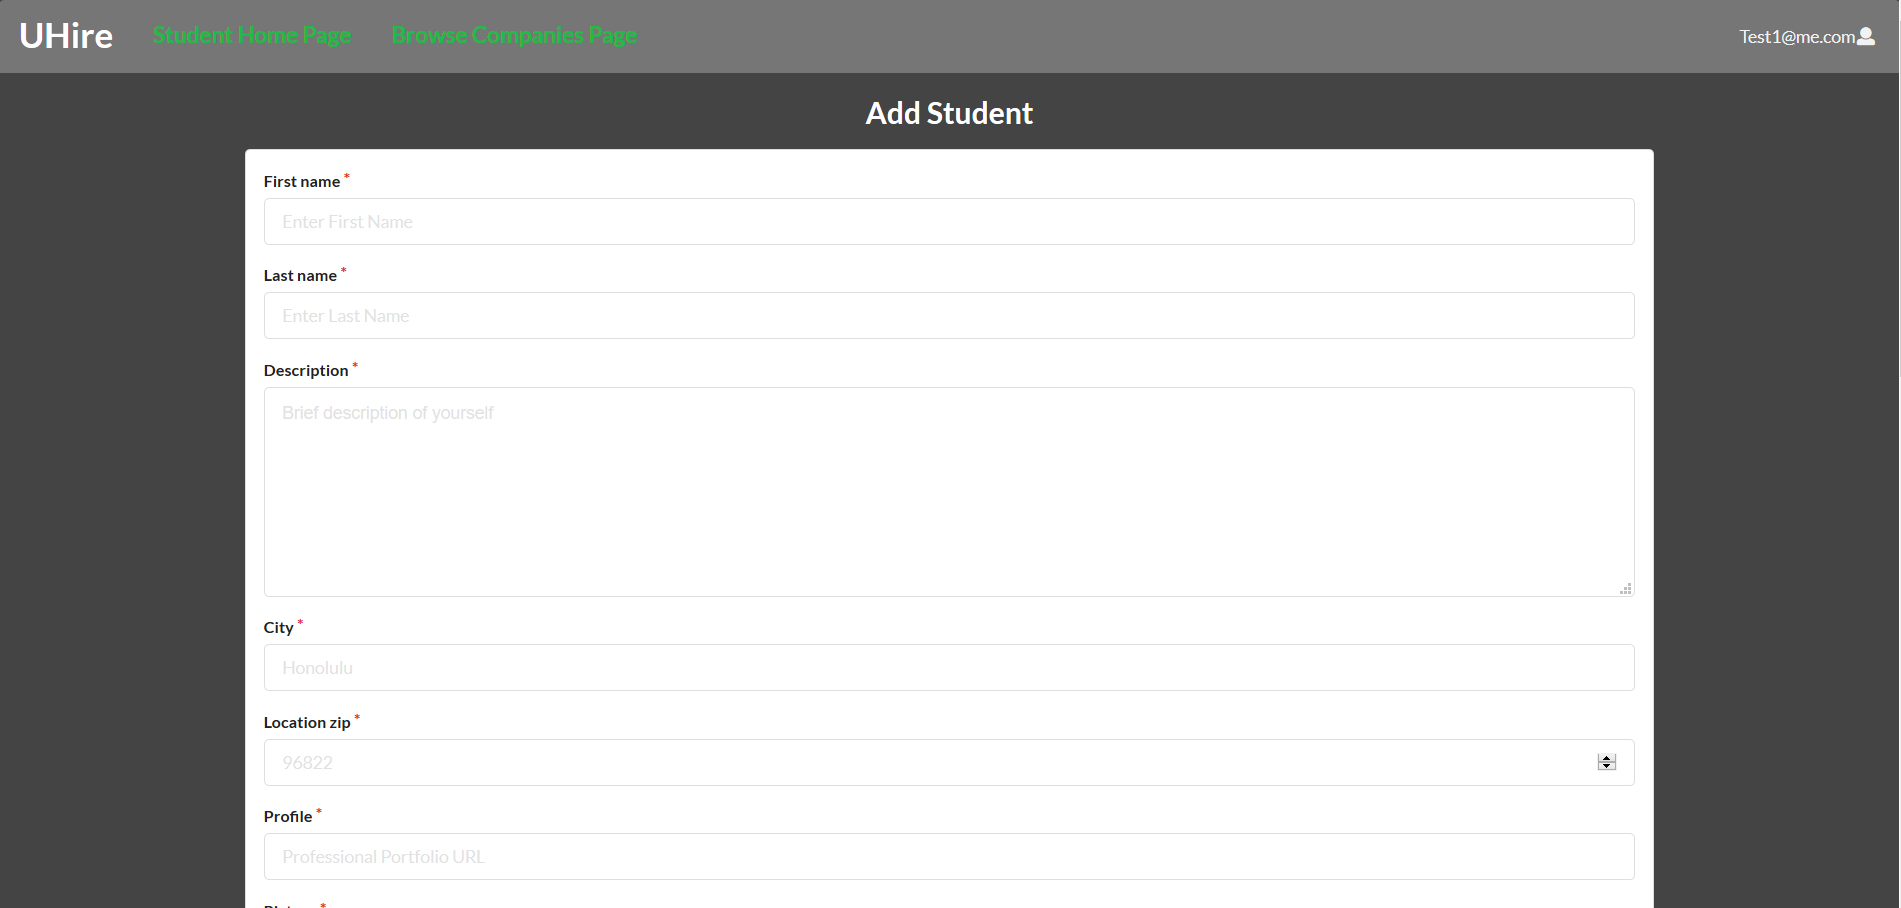 UHire Student Home Page Browse Companies Page Test1@me.com
Add Student
First name *
Enter First Name
Last name *
Enter Last Name
Description *
Brief description of yourself
City *
Honolulu
Location zip *
96822
Profile *
Professional Portfolio URL
*